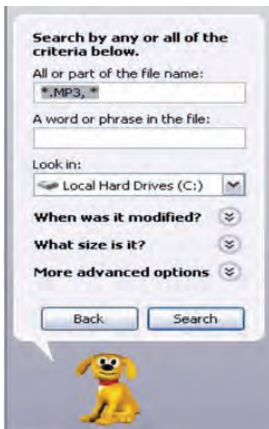 Search by any or all of the
criteria below.
All or part of the file name:
*.MP3, *
A word or phrase in the file:
Look in:
Local Hard Drives (C:)
When was it modified?
What size is it?
More advanced options
Back
Search